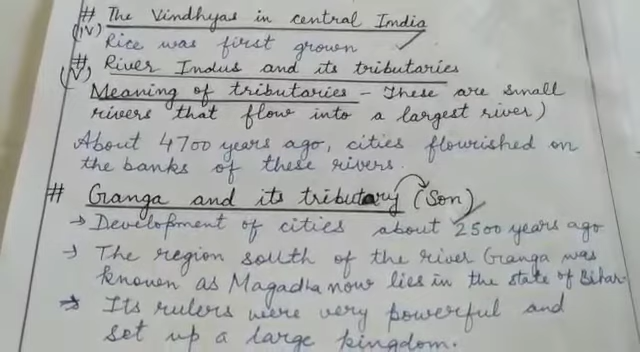 # The Vindhyas in central India
(iv) Rice was first grown
# River Indus and its tributaries
(v) Meaning of tributaries - These are small
rivers that flow into a largest river)
About 4700 years ago, cities flourished on
the banks of these rivers.
# Ganga and its tributary (Son)
→ Development of cities about 2500 years ago
→ The region south of the river Ganga was
known as Magadha now lies in the state of Bihar.
→ Its rulers were very powerful and
set up a large kingdom.